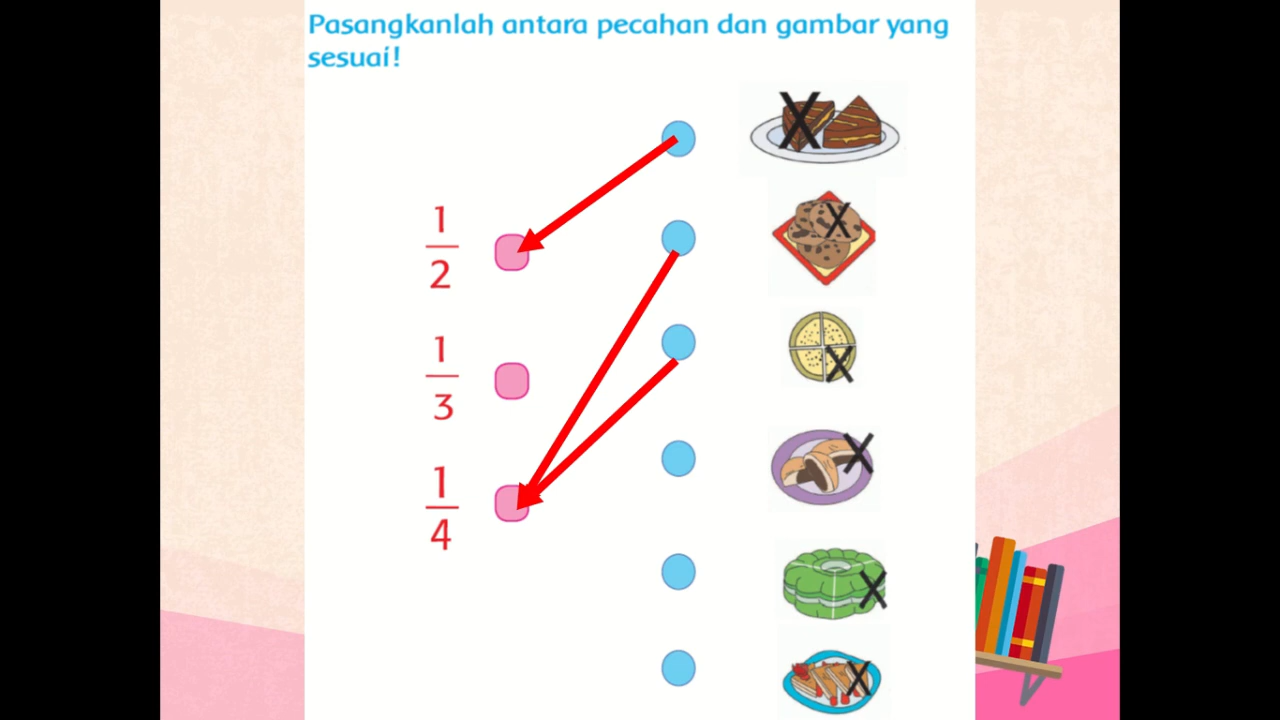 Pasangkanlah antara pecahan dan gambar yang
sesuai!
1
2
1
3
1
4
X
X
X
X
X
X